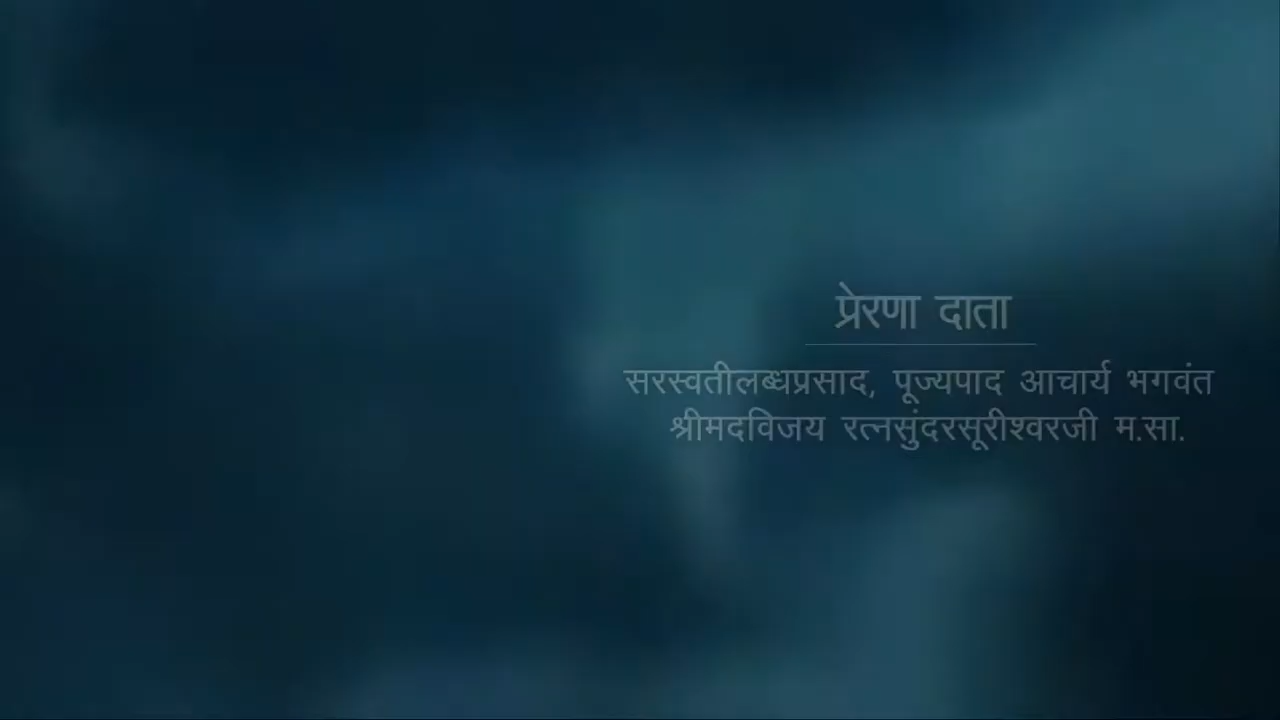 प्रेरणा दाता
सरस्वतीलब्धप्रसाद, पूज्यपाद आचार्य भगवंत
श्रीमदविजय रत्नसुंदरसूरीश्वरजी म.सा.